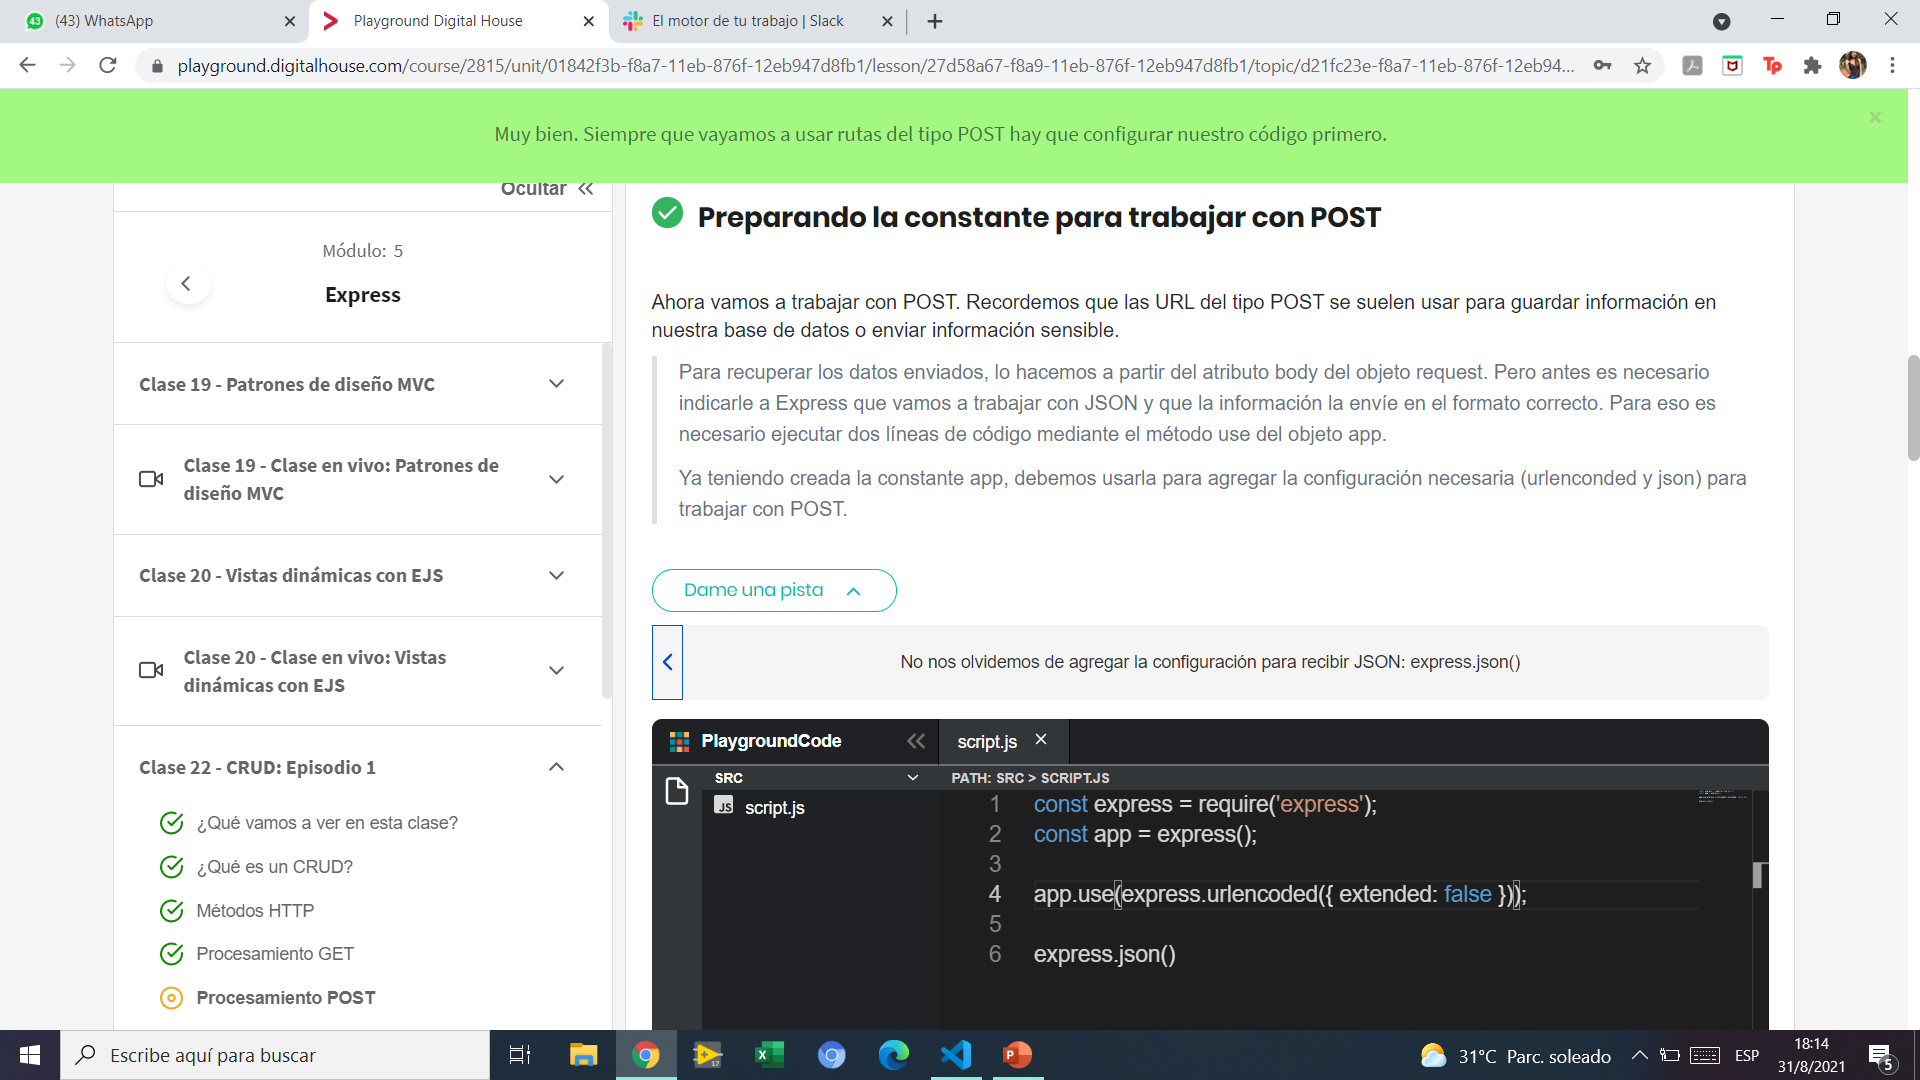 43
(43) WhatsApp
Playground Digital House
El motor de tu trabajo | Slack
playground.digitalhouse.com/course/2815/unit/01842f3b-f8a7-11eb-876f-12eb947d8fb1/lesson/27d58a67-f8a9-11eb-876f-12eb947d8fb1/topic/d21fc23e-f8a7-11eb-876f-12eb94...
Tp
Muy bien. Siempre que vayamos a usar rutas del tipo POST hay que configurar nuestro código primero.
Ocultar
Módulo: 5
Express
Clase 19 - Patrones de diseño MVC
Clase 19 - Clase en vivo: Patrones de
diseño MVC
Clase 20 - Vistas dinámicas con EJS
Clase 20 - Clase en vivo: Vistas
dinámicas con EJS
Clase 22 - CRUD: Episodio 1
¿Qué vamos a ver en esta clase?
¿Qué es un CRUD?
Métodos HTTP
Procesamiento GET
Procesamiento POST
Preparando la constante para trabajar con POST
Ahora vamos a trabajar con POST. Recordemos que las URL del tipo POST se suelen usar para guardar información en
nuestra base de datos o enviar información sensible.
Para recuperar los datos enviados, lo hacemos a partir del atributo body del objeto request. Pero antes es necesario
indicarle a Express que vamos a trabajar con JSON y que la información la envíe en el formato correcto. Para eso es
necesario ejecutar dos líneas de código mediante el método use del objeto app.
Ya teniendo creada la constante app, debemos usarla para agregar la configuración necesaria (urlenconded y json) para
trabajar con POST.
Dame una pista
No nos olvidemos de agregar la configuración para recibir JSON: express.json()
PlaygroundCode
script.js
SRC
PATH: SRC > SCRIPT.JS
JS script.js
1 const express = require('express');
2 const app = express();
3
4 app.use(express.urlencoded({ extended: false }));
5
6 express.json()
Escribe aquí para buscar
31°C Parc. soleado
ESP
18:14
31/8/2021
5